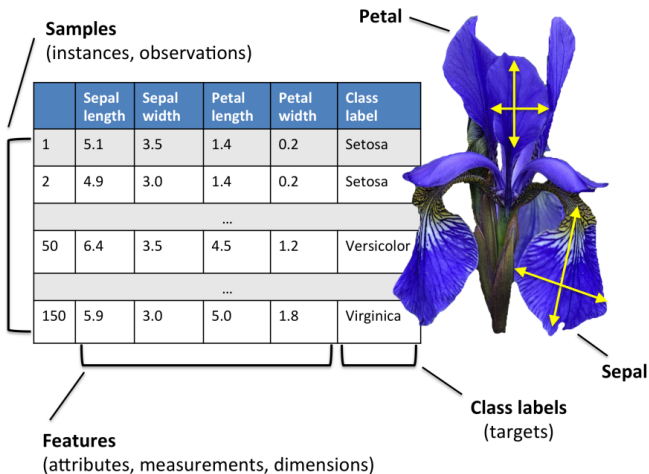 Petal
Samples
(instances, observations)
Sepal length Sepal width Petal length Petal width Class label
1 5.1 3.5 1.4 0.2 Setosa
2 4.9 3.0 1.4 0.2 Setosa
...
50 6.4 3.5 4.5 1.2 Versicolor
...
150 5.9 3.0 5.0 1.8 Virginica
Sepal
Class labels
(targets)
Features
(attributes, measurements, dimensions)